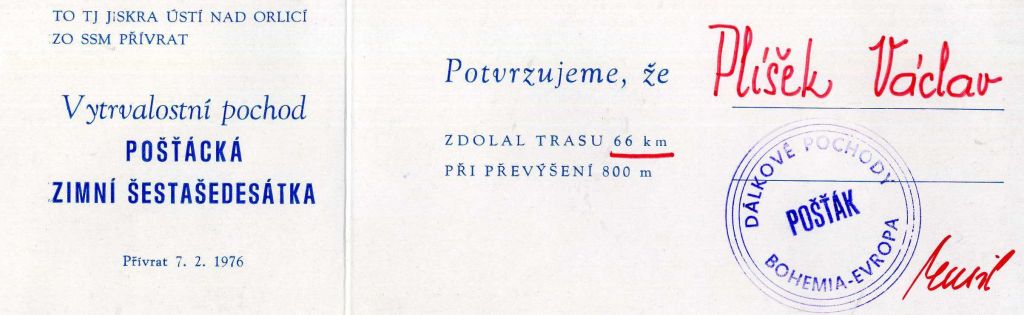 TO TJ JISKRA ÚSTÍ NAD ORLICÍ
ZO SSM PŘÍVRAT
Vytrvalostní pochod
POŠŤÁCKÁ
ZIMNÍ ŠESTAŠEDESÁTKA
Přívrat 7. 2. 1976
Potvrzujeme, že
Plíšek Václav
ZDOLAL TRASU 66 km
PŘI PŘEVÝŠENÍ 800 m
DÁLKOVÉ POCHODY
POŠŤÁK
BOHEMIA-EVROPA